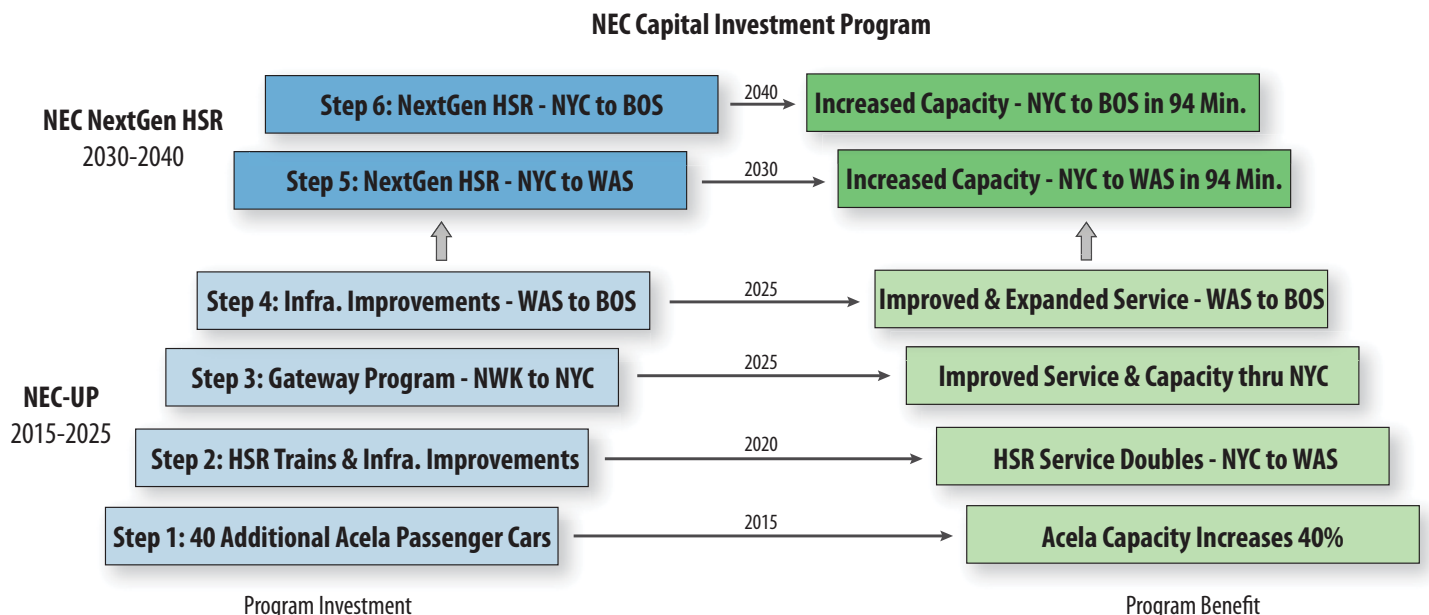 NEC Capital Investment Program
NEC NextGen HSR
2030-2040
Step 6: NextGen HSR - NYC to BOS
2040
Increased Capacity - NYC to BOS in 94 Min.
Step 5: NextGen HSR - NYC to WAS
2030
Increased Capacity - NYC to WAS in 94 Min.
NEC-UP
2015-2025
Step 4: Infra. Improvements - WAS to BOS
2025
Improved & Expanded Service - WAS to BOS
Step 3: Gateway Program - NWK to NYC
2025
Improved Service & Capacity thru NYC
Step 2: HSR Trains & Infra. Improvements
2020
HSR Service Doubles - NYC to WAS
Step 1: 40 Additional Acela Passenger Cars
2015
Acela Capacity Increases 40%
Program Investment
Program Benefit